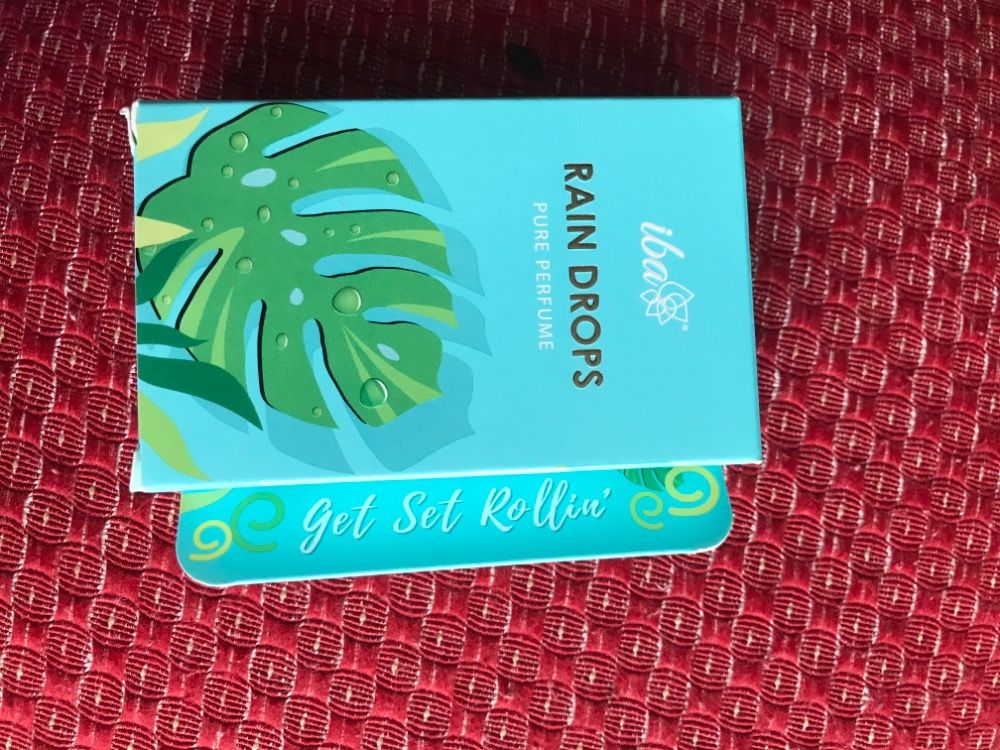 iba®
RAIN DROPS
PURE PERFUME
Get Set Rollin'